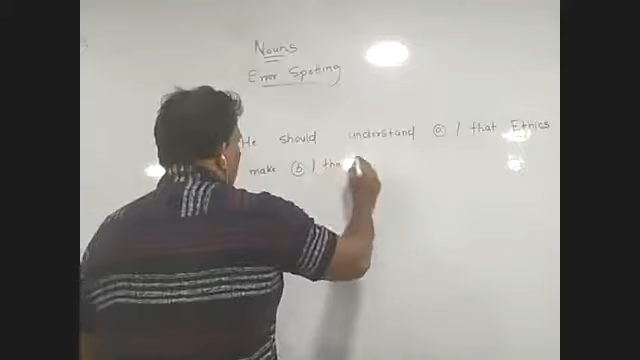 Nouns
Error Spotting
He should understand ⓐ / that Ethics
make ⓑ / the